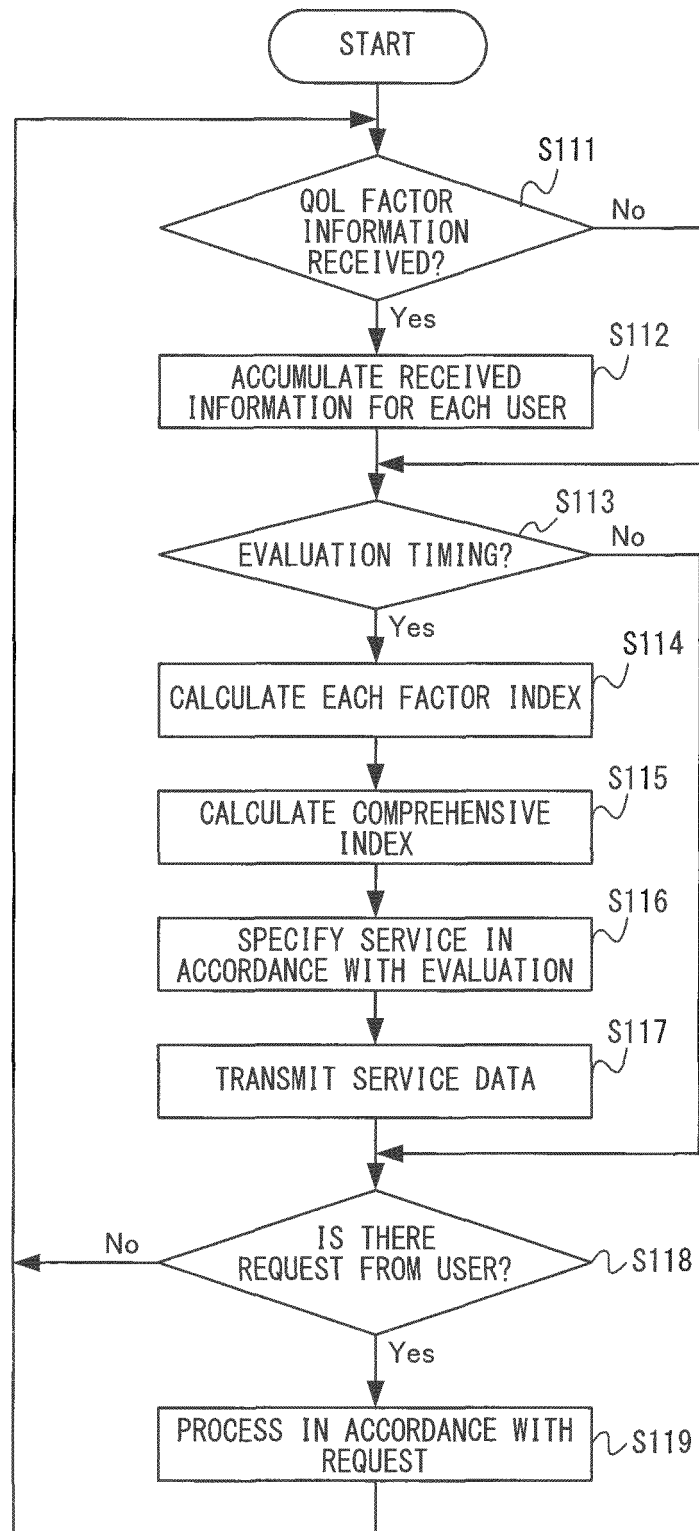 START
S111
QOL FACTOR
INFORMATION
RECEIVED?
No
Yes
S112
ACCUMULATE RECEIVED
INFORMATION FOR EACH USER
S113
EVALUATION TIMING?
No
Yes
S114
CALCULATE EACH FACTOR INDEX
S115
CALCULATE COMPREHENSIVE
INDEX
S116
SPECIFY SERVICE IN
ACCORDANCE WITH EVALUATION
S117
TRANSMIT SERVICE DATA
No
IS THERE
REQUEST FROM USER?
S118
Yes
PROCESS IN ACCORDANCE WITH
REQUEST
S119